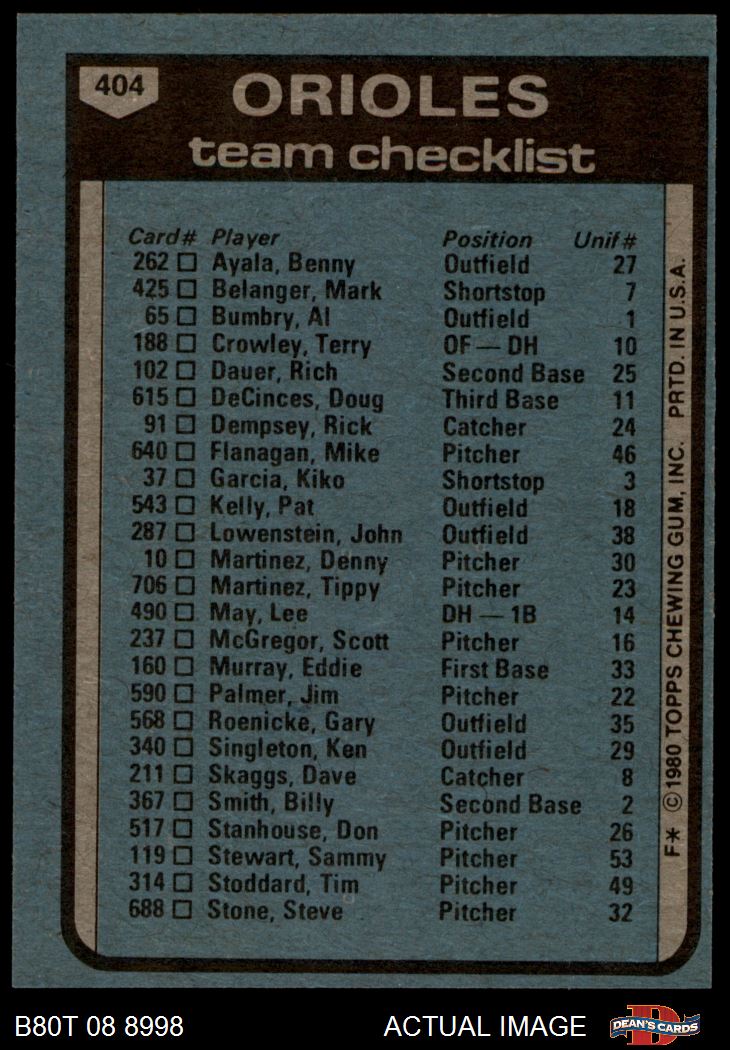 404
ORIOLES
team checklist
Card# Player Position Unif#
262 Ayala, Benny Outfield 27
425 Belanger, Mark Shortstop 7
65 Bumbry, Al Outfield 1
188 Crowley, Terry OF — DH 10
102 Dauer, Rich Second Base 25
615 DeCinces, Doug Third Base 11
91 Dempsey, Rick Catcher 24
640 Flanagan, Mike Pitcher 46
37 Garcia, Kiko Shortstop 3
543 Kelly, Pat Outfield 18
287 Lowenstein, John Outfield 38
10 Martinez, Denny Pitcher 30
706 Martinez, Tippy Pitcher 23
490 May, Lee DH — 1B 14
237 McGregor, Scott Pitcher 16
160 Murray, Eddie First Base 33
590 Palmer, Jim Pitcher 22
568 Roenicke, Gary Outfield 35
340 Singleton, Ken Outfield 29
211 Skaggs, Dave Catcher 8
367 Smith, Billy Second Base 2
517 Stanhouse, Don Pitcher 26
119 Stewart, Sammy Pitcher 53
314 Stoddard, Tim Pitcher 49
688 Stone, Steve Pitcher 32
F* © 1980 TOPPS CHEWING GUM, INC. PRTD. IN U.S.A.
B80T 08 8998 ACTUAL IMAGE
D
DEAN'S CARDS